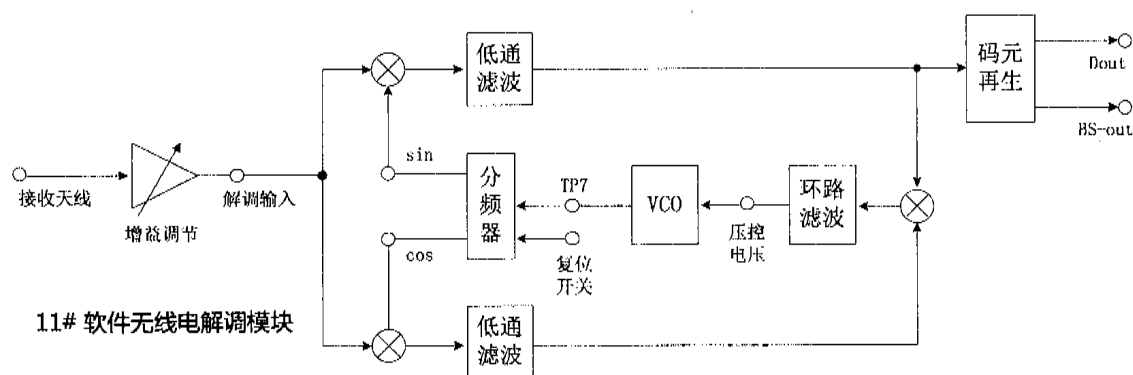 低通
滤波
码元
再生
Dout
BS-out
sin
接收天线
解调输入
增益调节
分
频
器
TP7
VCO
环路
滤波
压控
电压
cos
复位
开关
11# 软件无线电解调模块
低通
滤波